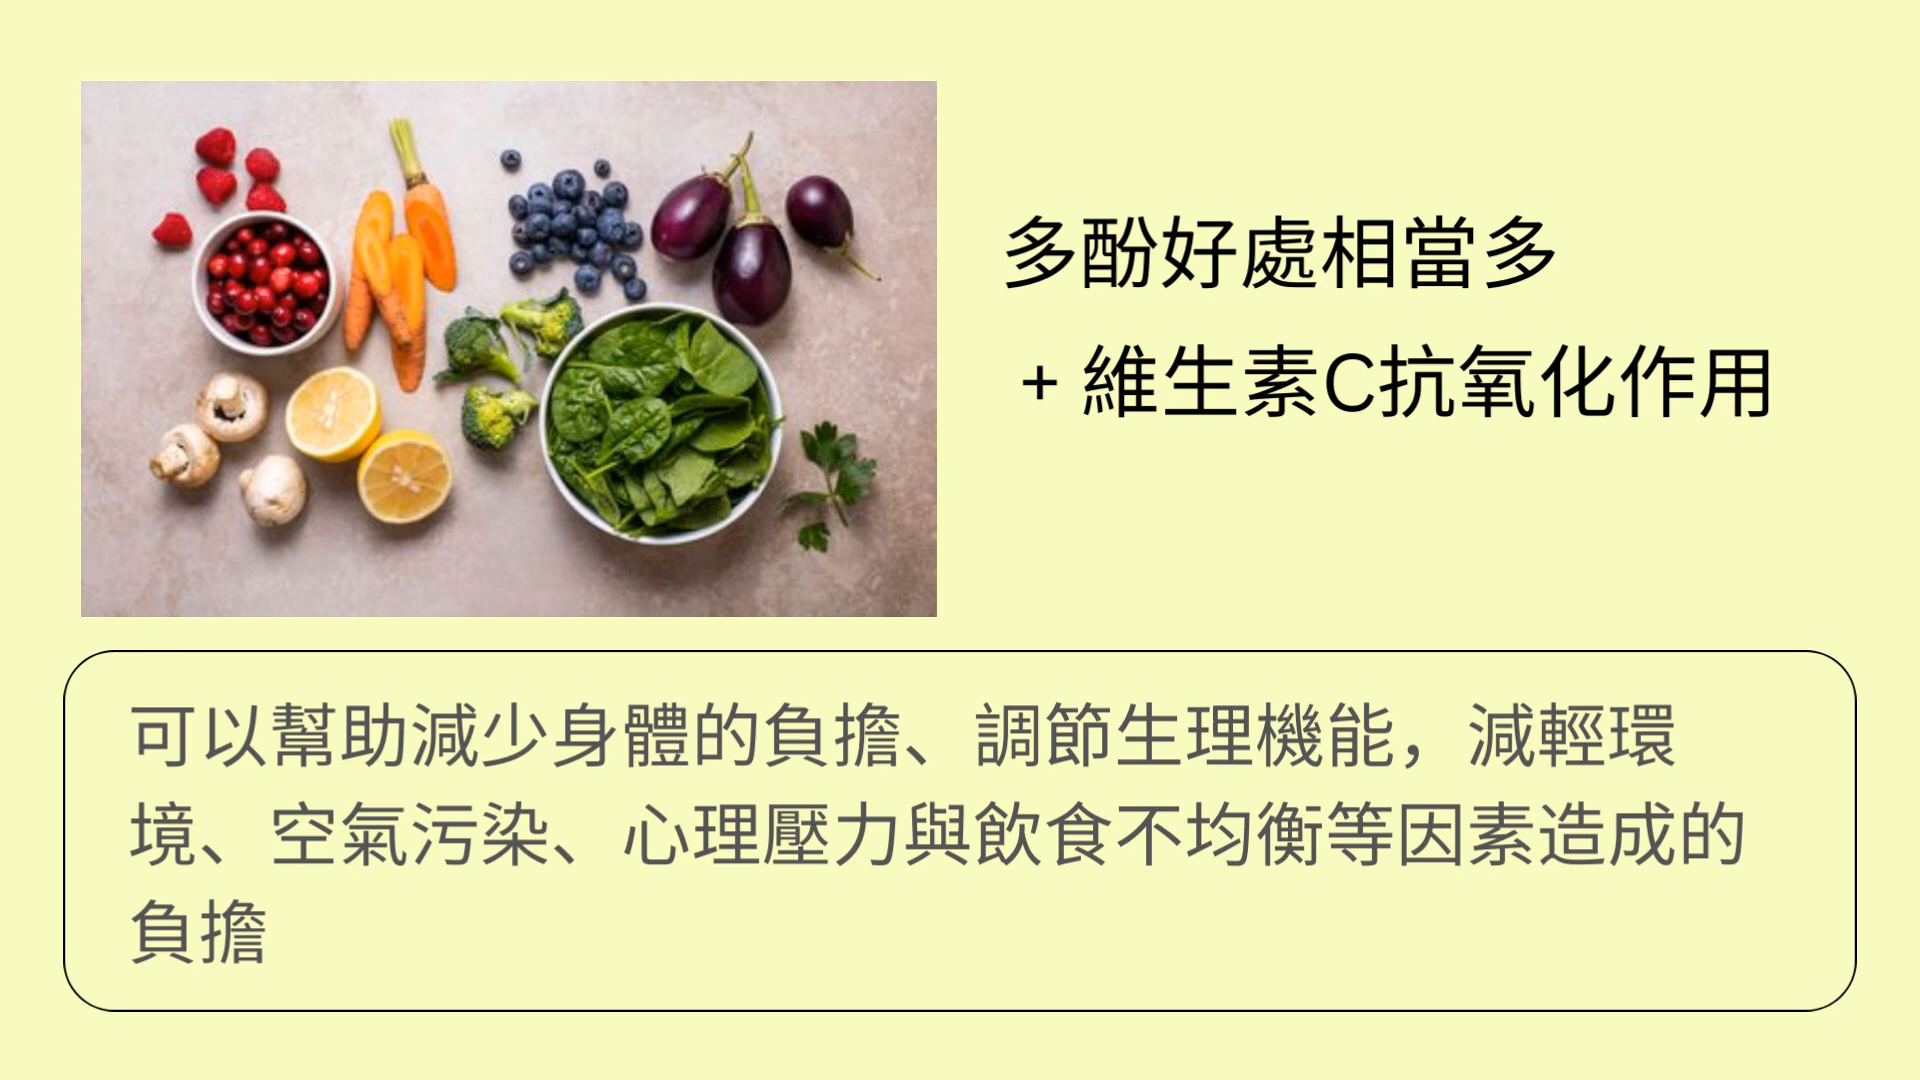 多酚好處相當多
+ 維生素C抗氧化作用
可以幫助減少身體的負擔、調節生理機能，減輕環
境、空氣污染、心理壓力與飲食不均衡等因素造成的
負擔